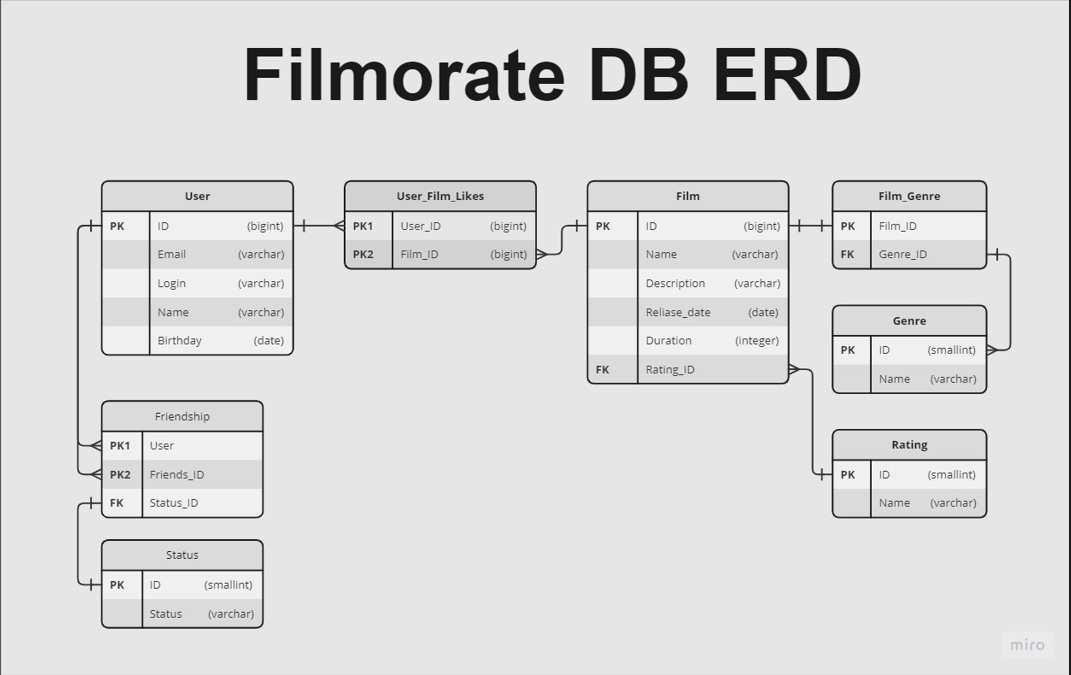 Filmorate DB ERD
User
PK ID (bigint)
Email (varchar)
Login (varchar)
Name (varchar)
Birthday (date)
User_Film_Likes
PK1 User_ID (bigint)
PK2 Film_ID (bigint)
Film
PK ID (bigint)
Name (varchar)
Description (varchar)
Reliase_date (date)
Duration (integer)
FK Rating_ID
Film_Genre
PK Film_ID
FK Genre_ID
Genre
PK ID (smallint)
Name (varchar)
Rating
PK ID (smallint)
Name (varchar)
Friendship
PK1 User
PK2 Friends_ID
FK Status_ID
Status
PK ID (smallint)
Status (varchar)
miro